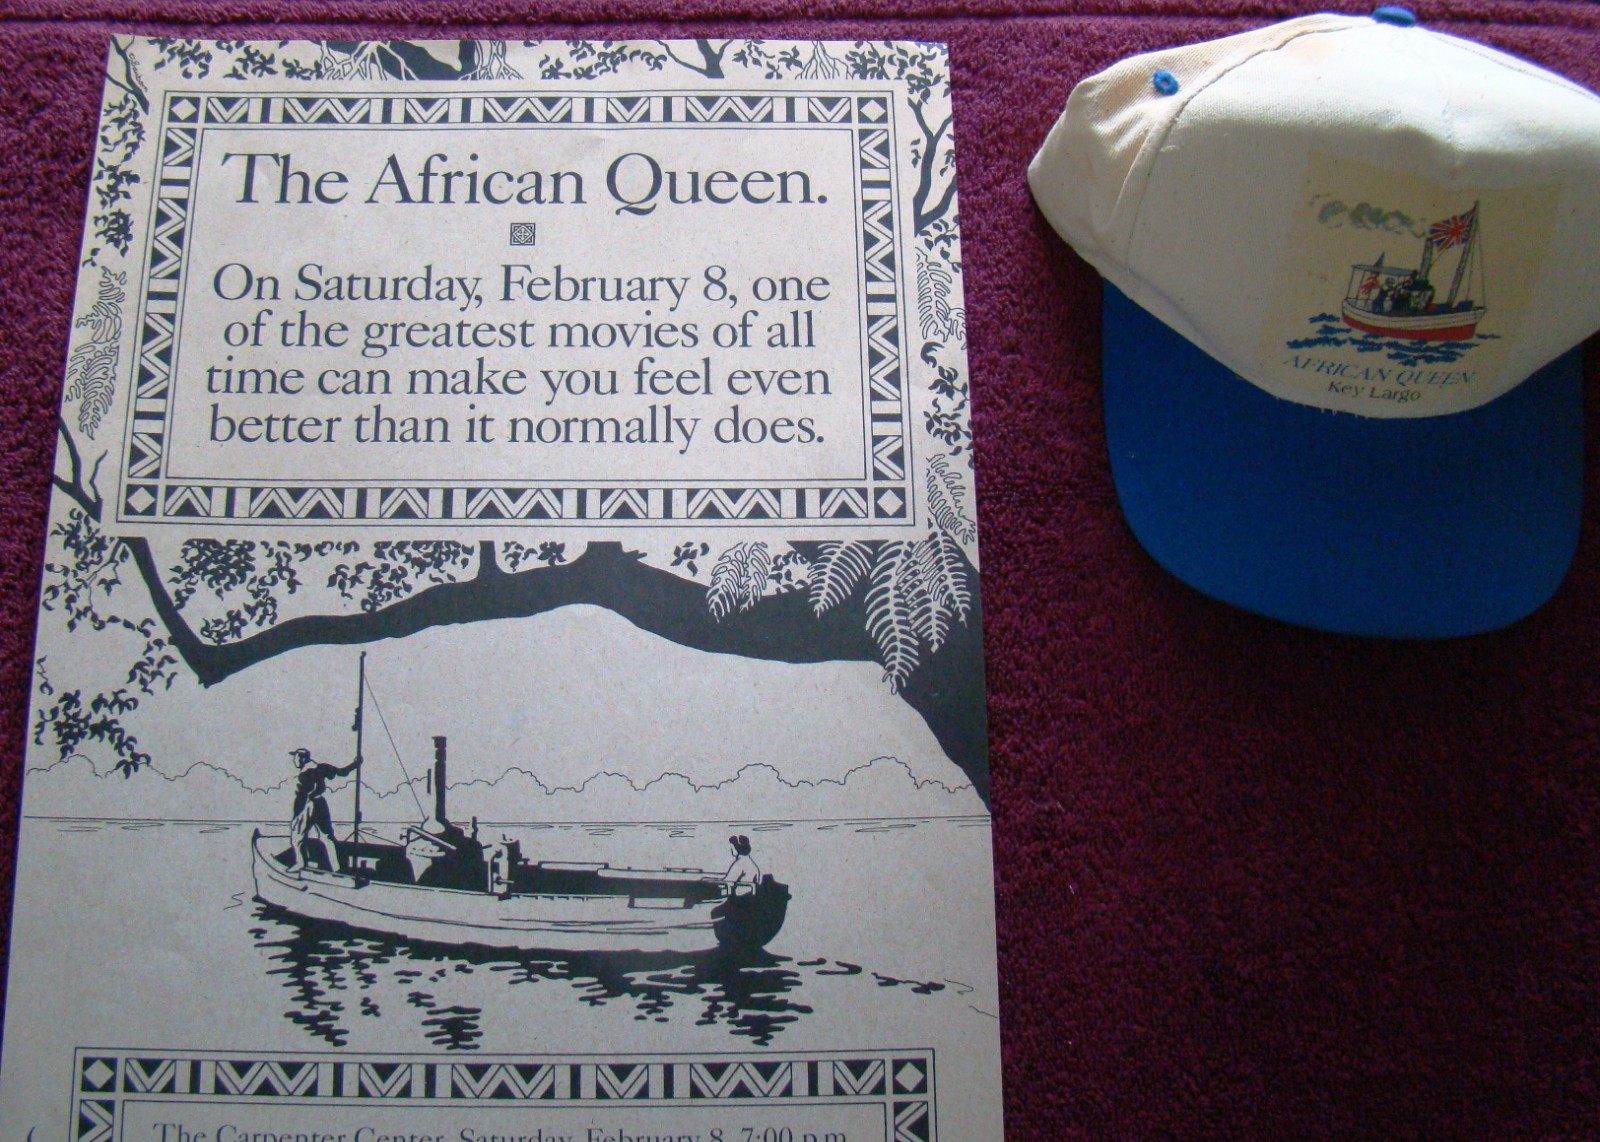 The African Queen.
On Saturday, February 8, one
of the greatest movies of all
time can make you feel even
better than it normally does.
The Carpenter Center, Saturday, February 8, 7:00 p.m.
AFRICAN QUEEN
Key Largo